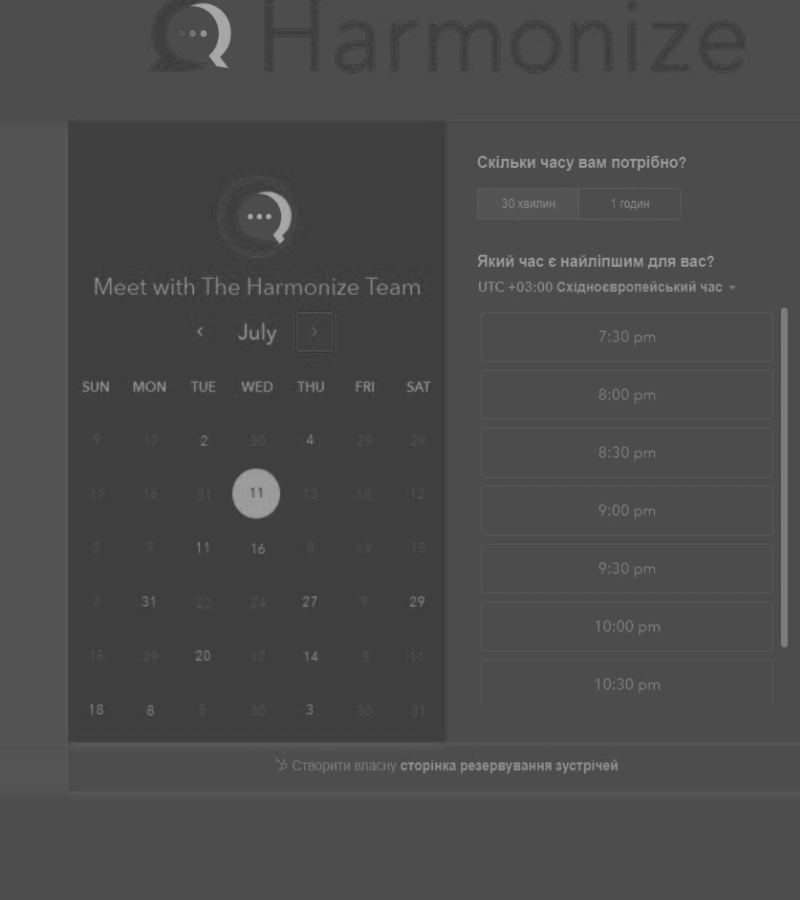 Harmonize
Meet with The Harmonize Team
July
SUN MON TUE WED THU FRI SAT
9 17 2 30 4 29 29
17 16 31 11 13 18 12
2 7 11 16 8 19 15
7 31 22 24 27 9 29
15 29 20 17 14 3 11
18 8 5 30 3 30 31
Скільки часу вам потрібно?
30 хвилин 1 годин
Який час є найліпшим для вас?
UTC +03:00 Східноєвропейський час
7:30 pm
8:00 pm
8:30 pm
9:00 pm
9:30 pm
10:00 pm
10:30 pm
Створити власну сторінка резервування зустрічей